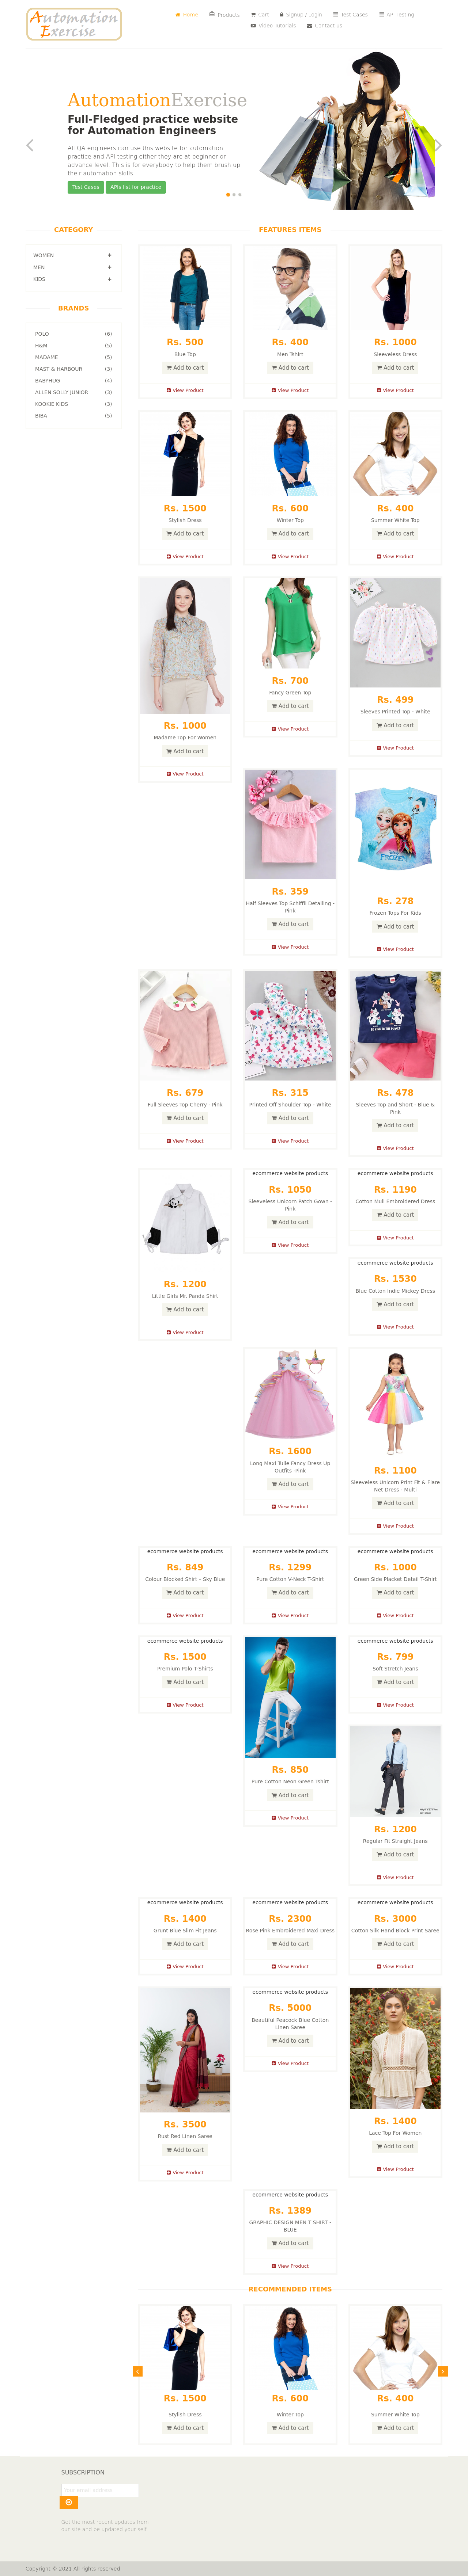 Automation
Exercise
Home
Products
Cart
Signup / Login
Test Cases
API Testing
Video Tutorials
Contact us
AutomationExercise
Full-Fledged practice website
for Automation Engineers
All QA engineers can use this website for automation
practice and API testing either they are at beginner or
advance level. This is for everybody to help them brush up
their automation skills.
Test Cases
APIs list for practice
CATEGORY
WOMEN
MEN
KIDS
BRANDS
POLO (6)
H&M (5)
MADAME (5)
MAST & HARBOUR (3)
BABYHUG (4)
ALLEN SOLLY JUNIOR (3)
KOOKIE KIDS (3)
BIBA (5)
FEATURES ITEMS
Rs. 500
Blue Top
Add to cart
View Product
Rs. 400
Men Tshirt
Add to cart
View Product
Rs. 1000
Sleeveless Dress
Add to cart
View Product
Rs. 1500
Stylish Dress
Add to cart
View Product
Rs. 600
Winter Top
Add to cart
View Product
Rs. 400
Summer White Top
Add to cart
View Product
Rs. 1000
Madame Top For Women
Add to cart
View Product
Rs. 700
Fancy Green Top
Add to cart
View Product
Rs. 499
Sleeves Printed Top - White
Add to cart
View Product
Rs. 359
Half Sleeves Top Schiffli Detailing -
Pink
Add to cart
View Product
FROZEN
Rs. 278
Frozen Tops For Kids
Add to cart
View Product
Rs. 679
Full Sleeves Top Cherry - Pink
Add to cart
View Product
Rs. 315
Printed Off Shoulder Top - White
Add to cart
View Product
Rs. 478
Sleeves Top and Short - Blue &
Pink
Add to cart
View Product
Rs. 1200
Little Girls Mr. Panda Shirt
Add to cart
View Product
ecommerce website products
Rs. 1050
Sleeveless Unicorn Patch Gown -
Pink
Add to cart
View Product
ecommerce website products
Rs. 1190
Cotton Mull Embroidered Dress
Add to cart
View Product
ecommerce website products
Rs. 1530
Blue Cotton Indie Mickey Dress
Add to cart
View Product
Rs. 1600
Long Maxi Tulle Fancy Dress Up
Outfits -Pink
Add to cart
View Product
Rs. 1100
Sleeveless Unicorn Print Fit & Flare
Net Dress - Multi
Add to cart
View Product
ecommerce website products
Rs. 849
Colour Blocked Shirt – Sky Blue
Add to cart
View Product
ecommerce website products
Rs. 1299
Pure Cotton V-Neck T-Shirt
Add to cart
View Product
ecommerce website products
Rs. 1000
Green Side Placket Detail T-Shirt
Add to cart
View Product
ecommerce website products
Rs. 1500
Premium Polo T-Shirts
Add to cart
View Product
Rs. 850
Pure Cotton Neon Green Tshirt
Add to cart
View Product
ecommerce website products
Rs. 799
Soft Stretch Jeans
Add to cart
View Product
Rs. 1200
Regular Fit Straight Jeans
Add to cart
View Product
ecommerce website products
Rs. 1400
Grunt Blue Slim Fit Jeans
Add to cart
View Product
ecommerce website products
Rs. 2300
Rose Pink Embroidered Maxi Dress
Add to cart
View Product
ecommerce website products
Rs. 3000
Cotton Silk Hand Block Print Saree
Add to cart
View Product
Rs. 3500
Rust Red Linen Saree
Add to cart
View Product
ecommerce website products
Rs. 5000
Beautiful Peacock Blue Cotton
Linen Saree
Add to cart
View Product
Rs. 1400
Lace Top For Women
Add to cart
View Product
ecommerce website products
Rs. 1389
GRAPHIC DESIGN MEN T SHIRT -
BLUE
Add to cart
View Product
RECOMMENDED ITEMS
Rs. 1500
Stylish Dress
Add to cart
Rs. 600
Winter Top
Add to cart
Rs. 400
Summer White Top
Add to cart
SUBSCRIPTION
Your email address
Get the most recent updates from
our site and be updated your self...
Copyright © 2021 All rights reserved